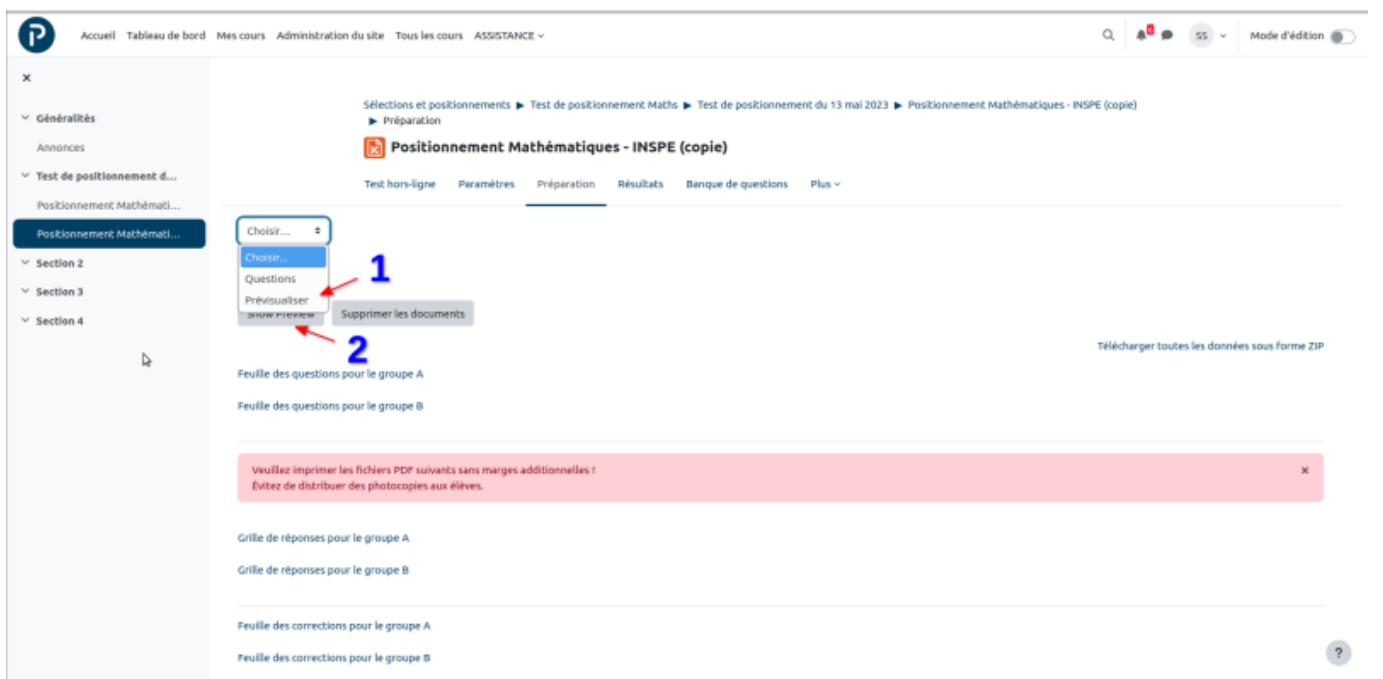 Accueil Tableau de bord Mes cours Administration du site Tous les cours ASSISTANCE
SS
Mode d'édition
Généralités
Annonces
Test de positionnement d...
Positionnement Mathémati...
Positionnement Mathémati...
Section 2
Section 3
Section 4
Sélections et positionnements ▶ Test de positionnement Maths ▶ Test de positionnement du 13 mai 2023 ▶ Positionnement Mathématiques - INSPE (copie)
▶ Préparation
Positionnement Mathématiques - INSPE (copie)
Test hors-ligne Paramètres Préparation Résultats Banque de questions Plus
Choisir...
Choisir...
Questions
Prévisualiser
1
Show Preview Supprimer les documents
2
Télécharger toutes les données sous forme ZIP
Feuille des questions pour le groupe A
Feuille des questions pour le groupe B
Veuillez imprimer les fichiers PDF suivants sans marges additionnelles !
Évitez de distribuer des photocopies aux élèves.
Grille de réponses pour le groupe A
Grille de réponses pour le groupe B
Feuille des corrections pour le groupe A
Feuille des corrections pour le groupe B
?